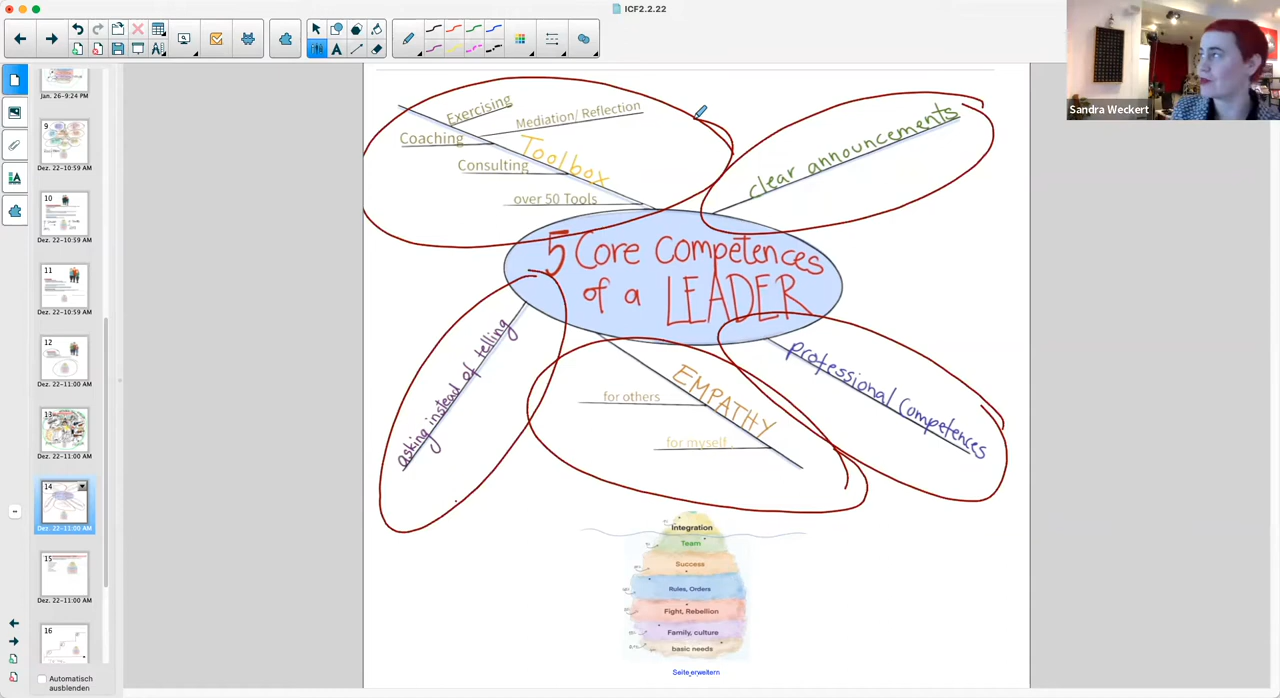 ICF2.2.22
Sandra Weckert
Jan. 26-9:24 PM
9
Dez. 22-10:59 AM
10
Dez. 22-10:59 AM
11
Dez. 22-10:59 AM
12
Dez. 22-11:00 AM
13
Dez. 22-11:00 AM
14
Dez. 22-11:00 AM
15
Dez. 22-11:00 AM
16
Automatisch
ausblenden
Exercising
Mediation/ Reflection
Coaching
Toolbox
Consulting
over 50 Tools
clear announcements
5 Core Competences
of a LEADER
asking instead of telling
EMPATHY
for others
for myself
professional Competences
Integration
Team
Success
Rules, Orders
Fight, Rebellion
Family, culture
basic needs
Seite erweitern